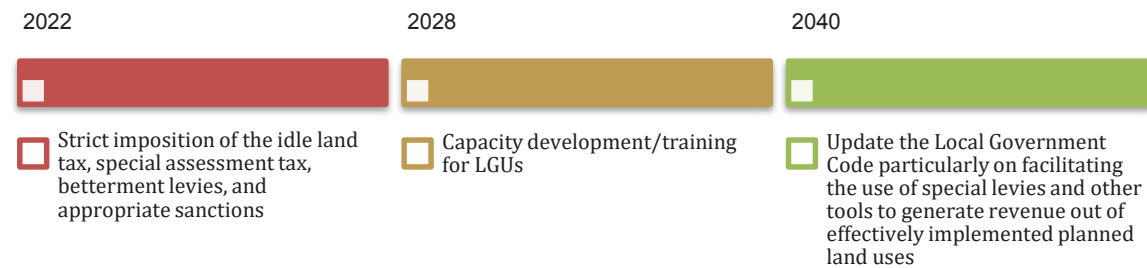 2022
2028
2040
Strict imposition of the idle land
tax, special assessment tax,
betterment levies, and
appropriate sanctions
Capacity development/training
for LGUs
Update the Local Government
Code particularly on facilitating
the use of special levies and other
tools to generate revenue out of
effectively implemented planned
land uses